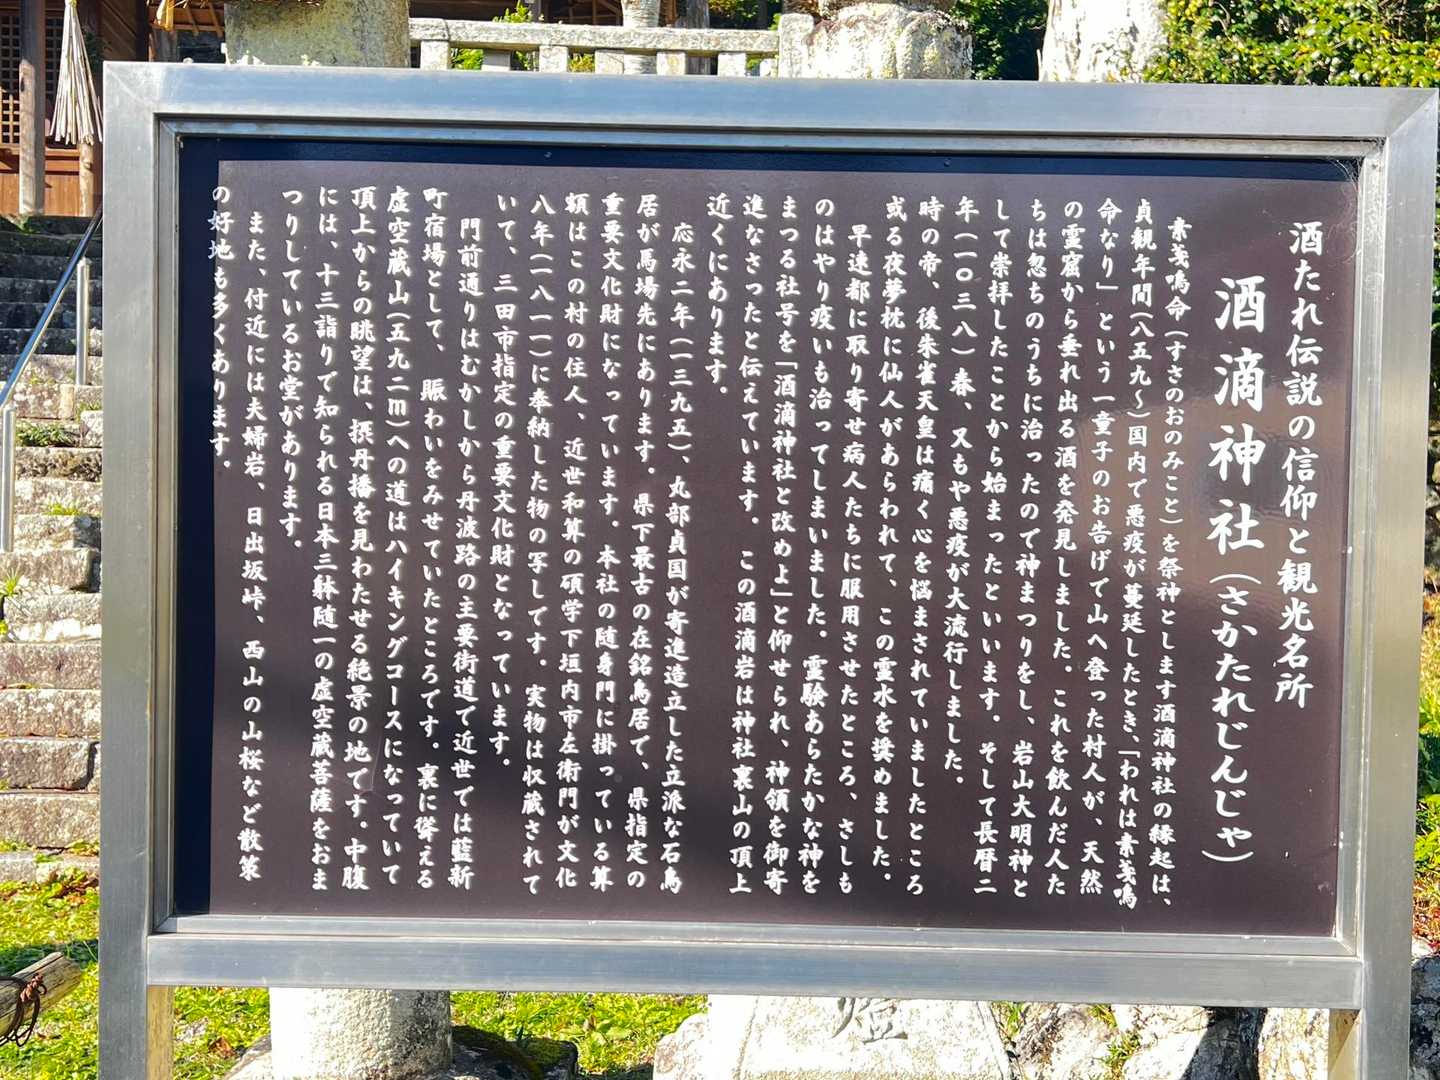 酒たれ伝説の信仰と観光名所
酒滴神社(さかたれじんじゃ)
素戔嗚命(すさのおのみこと)を祭神とします酒滴神社の縁起は、
貞観年間(八五九〜)国内で悪疫が蔓延したとき、「われは素戔嗚
命なり」という一童子のお告げで山へ登った村人が、天然
の霊窟から垂れ出る酒を発見しました。これを飲んだ人た
ちは忽ちのうちに治ったので神まつりをし、岩山大明神と
して崇拝したことから始まったといいます。そして長暦二
年(一〇三八)春、又もや悪疫が大流行しました。
時の帝、後朱雀天皇は痛く心を悩まされていましたところ
或る夜夢枕に仙人があらわれて、この霊水を奨めました。
早速都に取り寄せ病人たちに服用させたところ、さしも
のはやり疫いも治ってしまいました。霊験あらたかな神を
まつる社号を「酒滴神社と改めよ」と仰せられ、神領を御寄
進なさったと伝えています。この酒滴岩は神社裏山の頂上
近くにあります。
応永二年(一三九五)、丸部貞国が寄進造立した立派な石鳥
居が馬場先にあります。県下最古の在銘鳥居で、県指定の
重要文化財になっています。本社の随身門に掛っている算
額はこの村の住人、近世和算の碩学下垣内市左衛門が文化
八年(一八一一)に奉納した物の写しです。実物は収蔵されて
いて、三田市指定の重要文化財となっています。
門前通りはむかしから丹波路の主要街道で近世では藍新
町宿場として、賑わいをみせていたところです。裏に聳える
虚空蔵山(五九二m)への道はハイキングコースになっていて
頂上からの眺望は、摂丹播を見わたせる絶景の地です。中腹
には、十三詣りで知られる日本三躰随一の虚空蔵菩薩をおま
つりしているお堂があります。
また、付近には夫婦岩、日出坂峠、西山の山桜など散策
の好地も多くあります。
燈